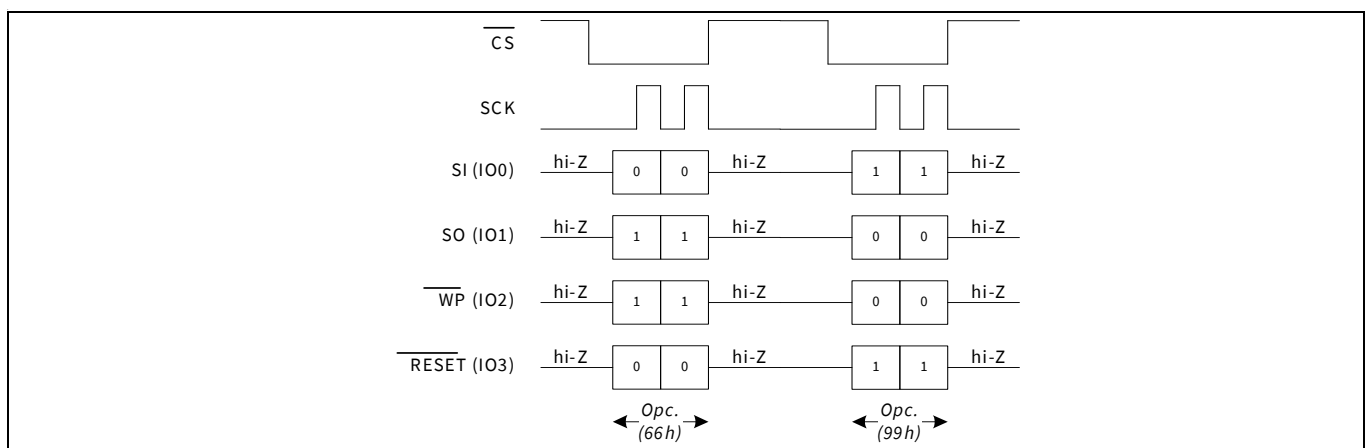 CS
SCK
SI (IO0) hi-Z 0 0 hi-Z 1 1 hi-Z
SO (IO1) hi-Z 1 1 hi-Z 0 0 hi-Z
WP (IO2) hi-Z 1 1 hi-Z 0 0 hi-Z
RESET (IO3) hi-Z 0 0 hi-Z 1 1 hi-Z
Opc. Opc.
(66h) (99h)